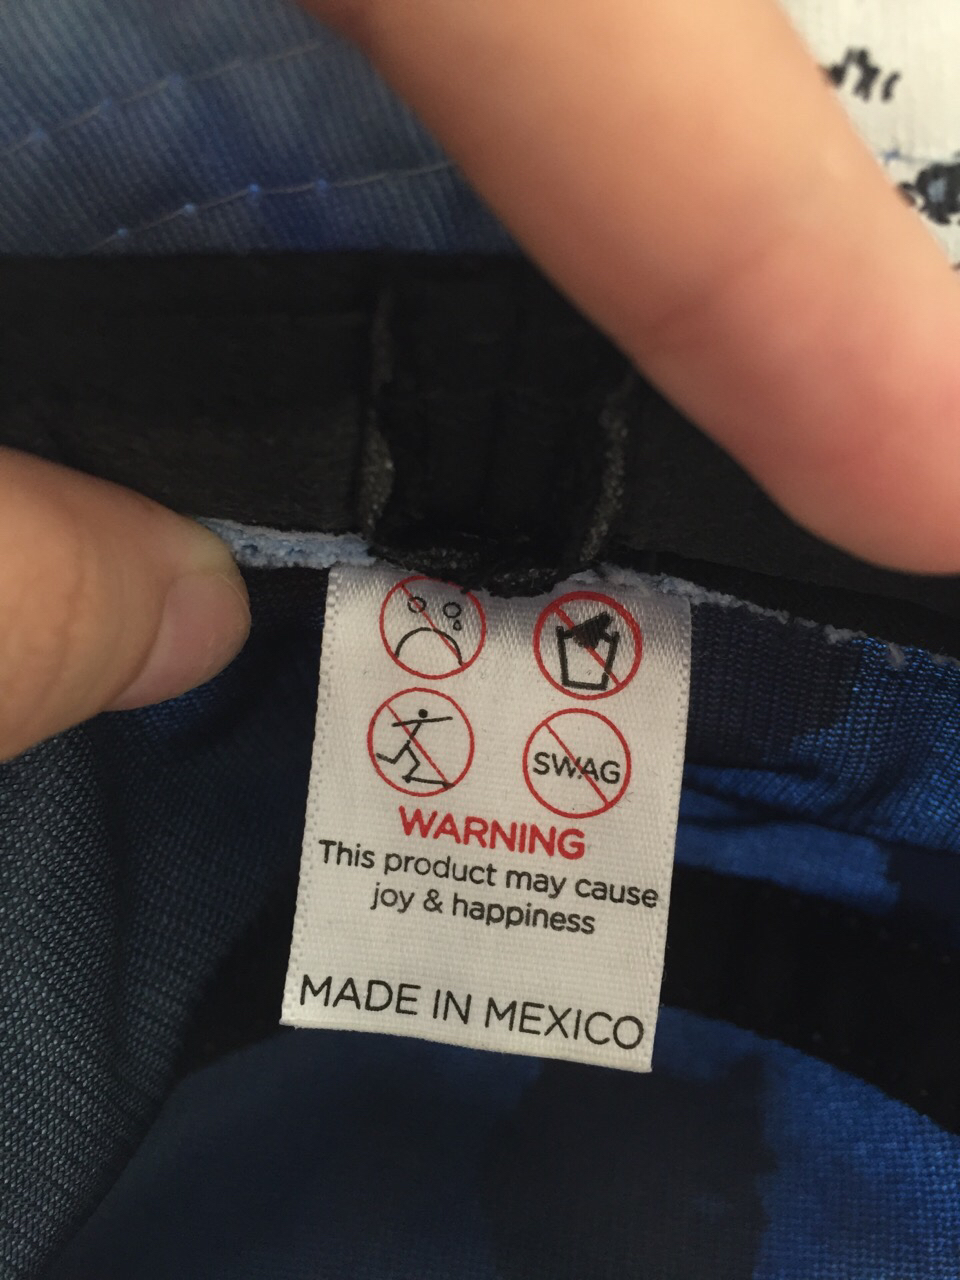 SWAG
WARNING
This product may cause
joy & happiness
MADE IN MEXICO